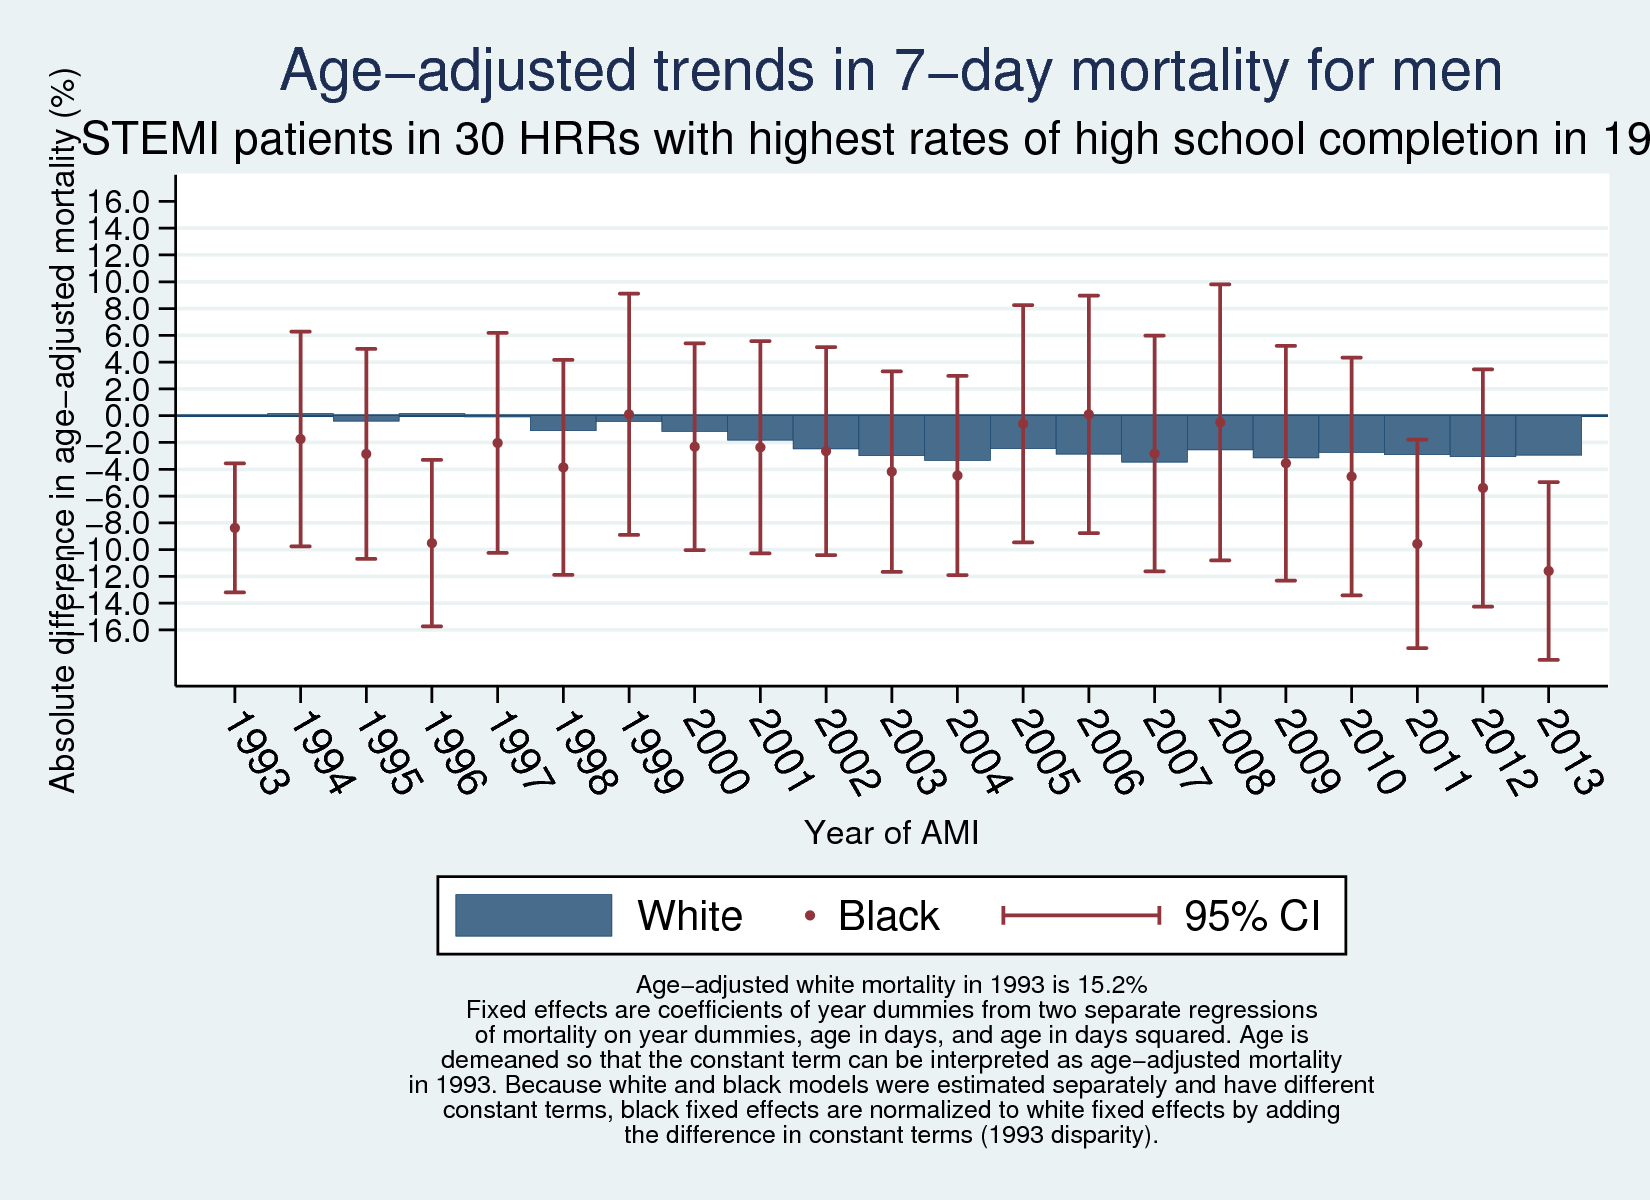 Age−adjusted trends in 7−day mortality for men
STEMI patients in 30 HRRs with highest rates of high school completion in 19
Absolute difference in age−adjusted mortality (%)
16.0
14.0
12.0
10.0
8.0
6.0
4.0
2.0
0.0
−2.0
−4.0
−6.0
−8.0
−10.0
−12.0
−14.0
−16.0
1993 1994 1995 1996 1997 1998 1999 2000 2001 2002 2003 2004 2005 2006 2007 2008 2009 2010 2011 2012 2013
Year of AMI
White Black 95% CI
Age−adjusted white mortality in 1993 is 15.2%
Fixed effects are coefficients of year dummies from two separate regressions
of mortality on year dummies, age in days, and age in days squared. Age is
demeaned so that the constant term can be interpreted as age−adjusted mortality
in 1993. Because white and black models were estimated separately and have different
constant terms, black fixed effects are normalized to white fixed effects by adding
the difference in constant terms (1993 disparity).